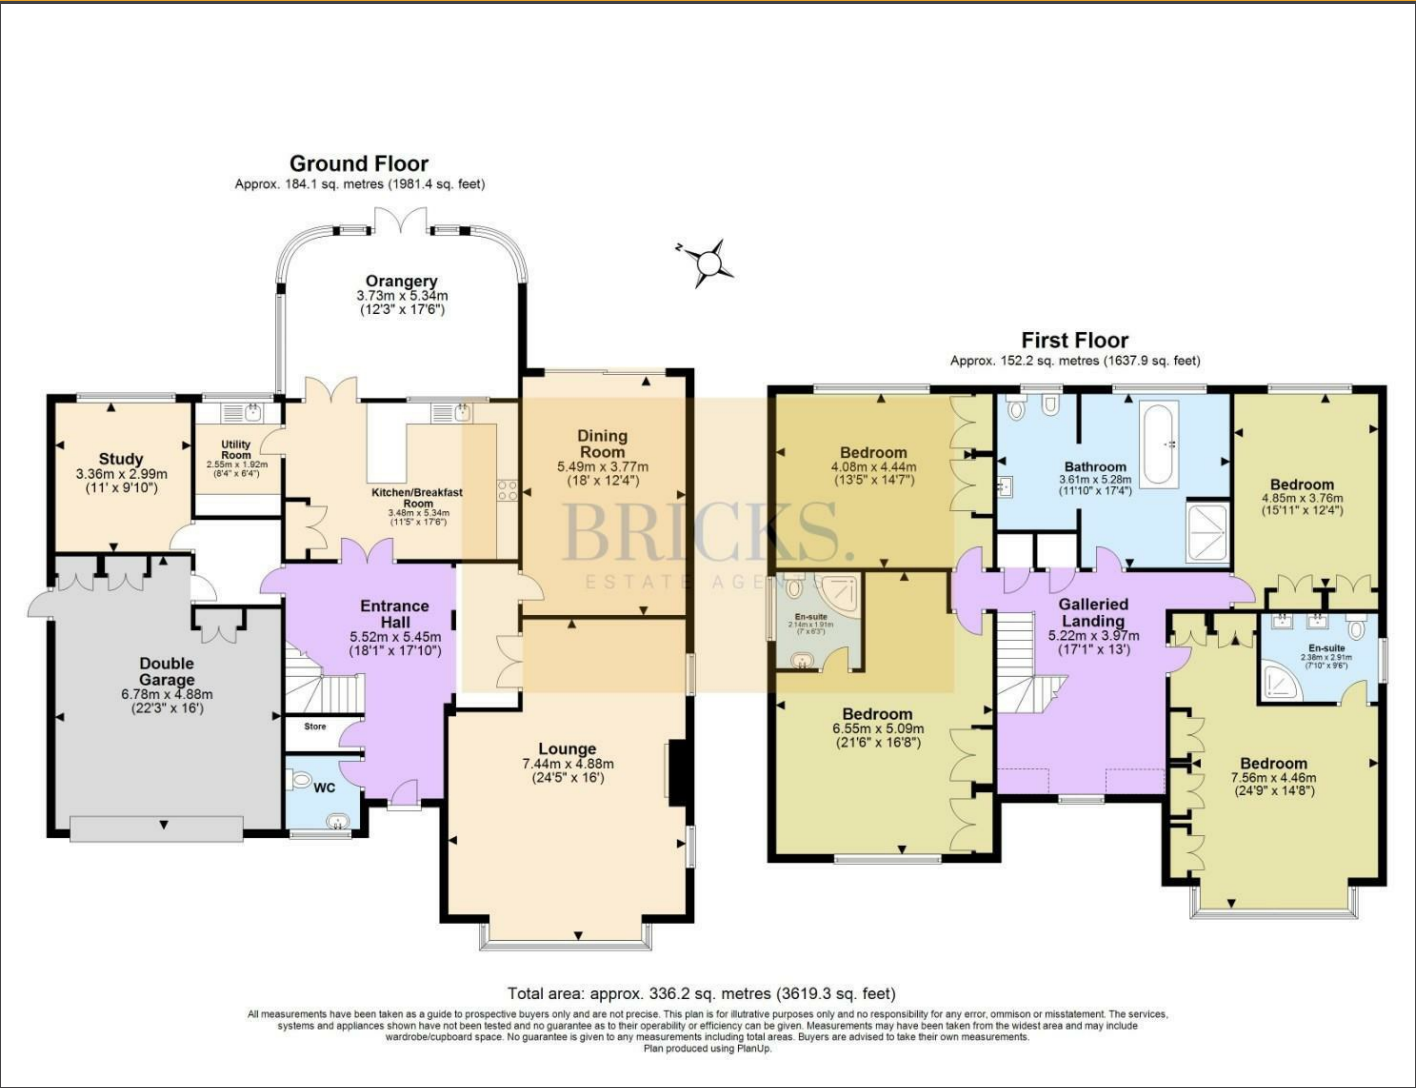 Ground Floor
Approx. 184.1 sq. metres (1981.4 sq. feet)
Orangery
3.73m x 5.34m
(12'3" x 17'6")
Study
3.36m x 2.99m
(11' x 9'10")
Utility
Room
2.55m x 1.92m
(8'4" x 6'4")
Kitchen/Breakfast
Room
3.48m x 5.34m
(11'5" x 17'6")
Dining
Room
5.49m x 3.77m
(18' x 12'4")
Entrance
Hall
5.52m x 5.45m
(18'1" x 17'10")
Double
Garage
6.78m x 4.88m
(22'3" x 16')
Store
WC
Lounge
7.44m x 4.88m
(24'5" x 16')
N
First Floor
Approx. 152.2 sq. metres (1637.9 sq. feet)
Bedroom
4.08m x 4.44m
(13'5" x 14'7")
Bathroom
3.61m x 5.28m
(11'10" x 17'4")
Bedroom
4.85m x 3.76m
(15'11" x 12'4")
En-suite
2.14m x 1.91m
(7' x 6'3")
Galleried
Landing
5.22m x 3.97m
(17'1" x 13')
En-suite
2.38m x 2.91m
(7'10" x 9'6")
Bedroom
6.55m x 5.09m
(21'6" x 16'8")
Bedroom
7.56m x 4.46m
(24'9" x 14'8")
BRICKS.
ESTATE AGENTS
Total area: approx. 336.2 sq. metres (3619.3 sq. feet)
All measurements have been taken as a guide to prospective buyers only and are not precise. This plan is for illutrative purposes only and no responsibility for any error, ommison or misstatement. The services,
systems and appliances shown have not been tested and no guarantee as to their operability or efficiency can be given. Measurements may have been taken from the widest area and may include
wardrobe/cupboard space. No guarantee is given to any measurements including total areas. Buyers are advised to take their own measurements.
Plan produced using PlanUp.